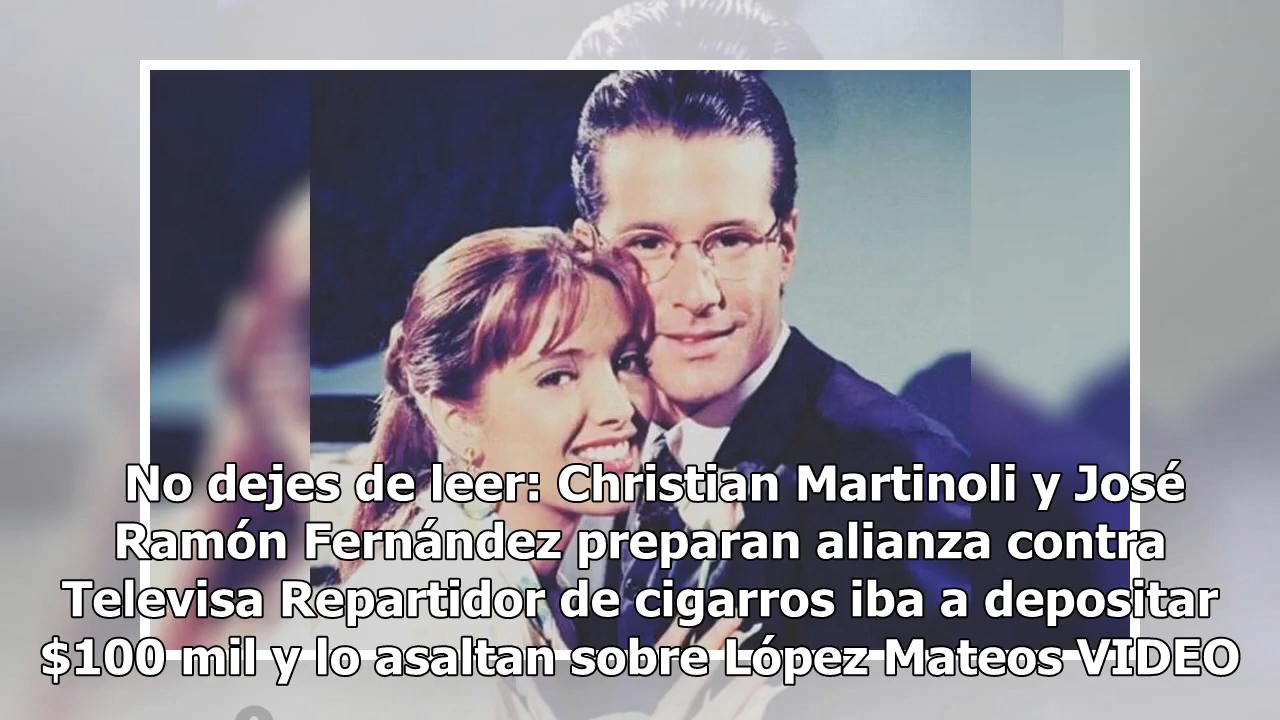 No dejes de leer: Christian Martinoli y José
Ramón Fernández preparan alianza contra
Televisa Repartidor de cigarros iba a depositar
$100 mil y lo asaltan sobre López Mateos VIDEO